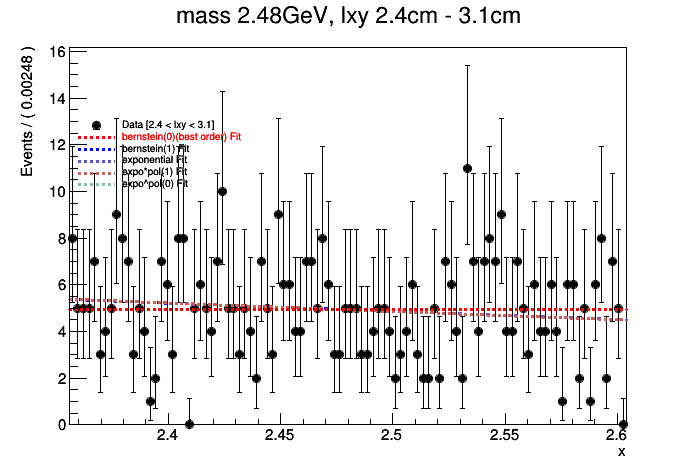 mass 2.48GeV, lxy 2.4cm - 3.1cm
Events / ( 0.00248 )
16
14
12
10
8
6
4
2
0
Data [2.4 < lxy < 3.1]
bernstein(0)(best order) Fit
bernstein(1) Fit
exponential Fit
expo*pol(1) Fit
expo^pol(0) Fit
2.4 2.45 2.5 2.55 2.6
x